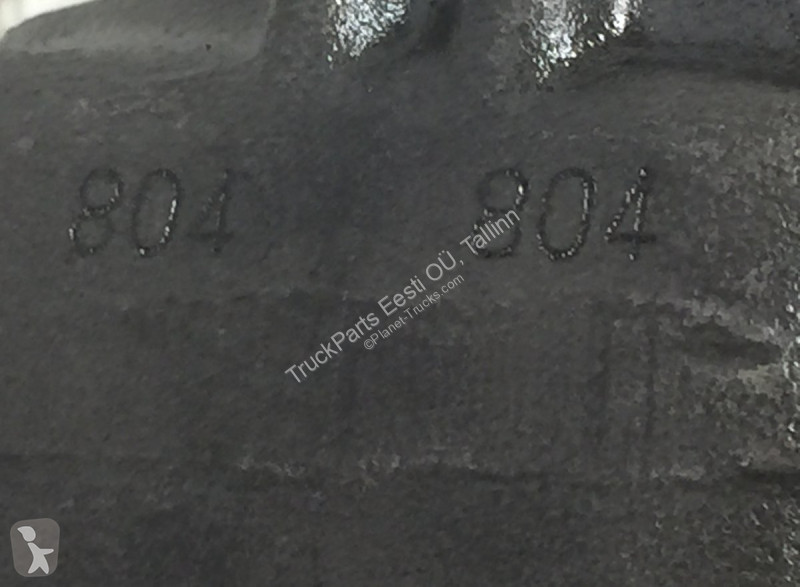 804 804
TruckParts Eesti OÜ, Tallinn
©Planet-Trucks.com